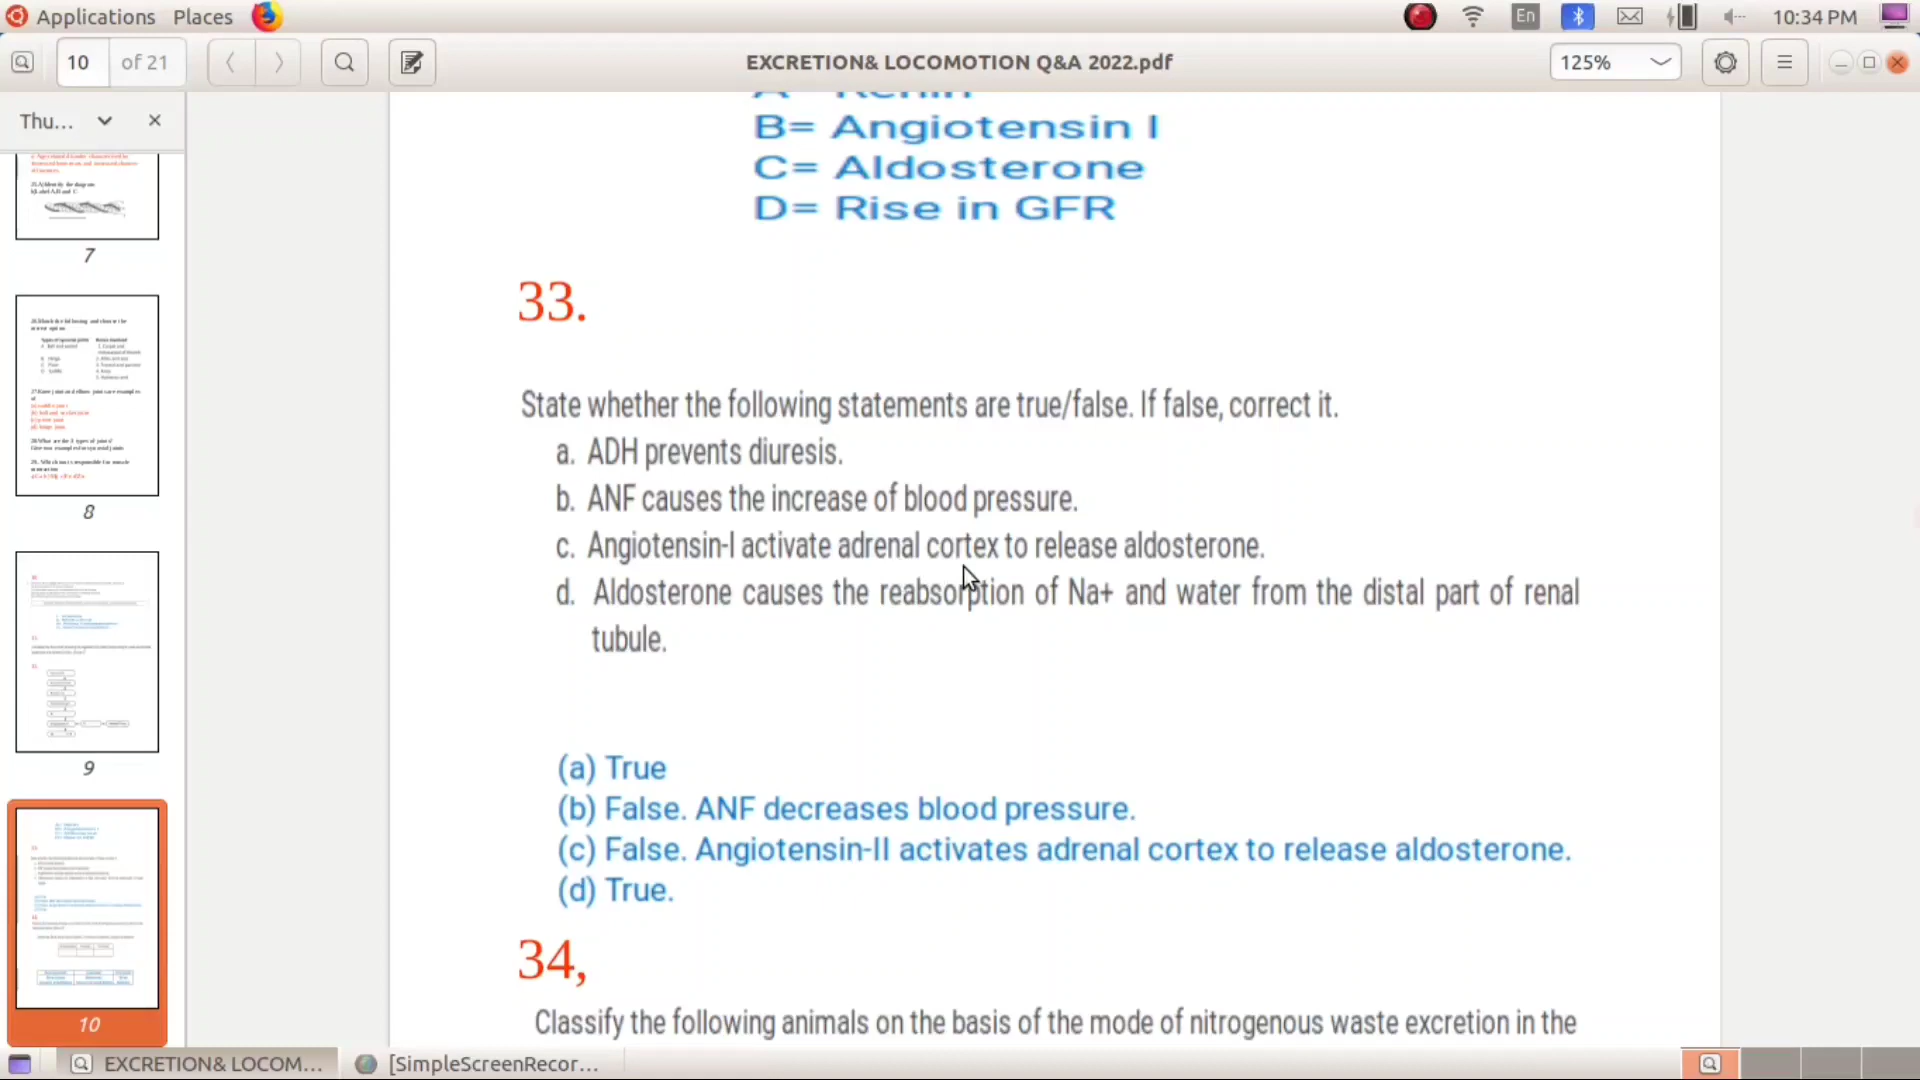 Applications Places En 10:34 PM
10 of 21 EXCRETION& LOCOMOTION Q&A 2022.pdf 125%
Thu...
7
8
9
10
B= Angiotensin I
C= Aldosterone
D= Rise in GFR
33.
State whether the following statements are true/false. If false, correct it.
a. ADH prevents diuresis.
b. ANF causes the increase of blood pressure.
c. Angiotensin-I activate adrenal cortex to release aldosterone.
d. Aldosterone causes the reabsorption of Na+ and water from the distal part of renal
tubule.
(a) True
(b) False. ANF decreases blood pressure.
(c) False. Angiotensin-II activates adrenal cortex to release aldosterone.
(d) True.
34,
Classify the following animals on the basis of the mode of nitrogenous waste excretion in the
EXCRETION& LOCOM... [SimpleScreenRecor...